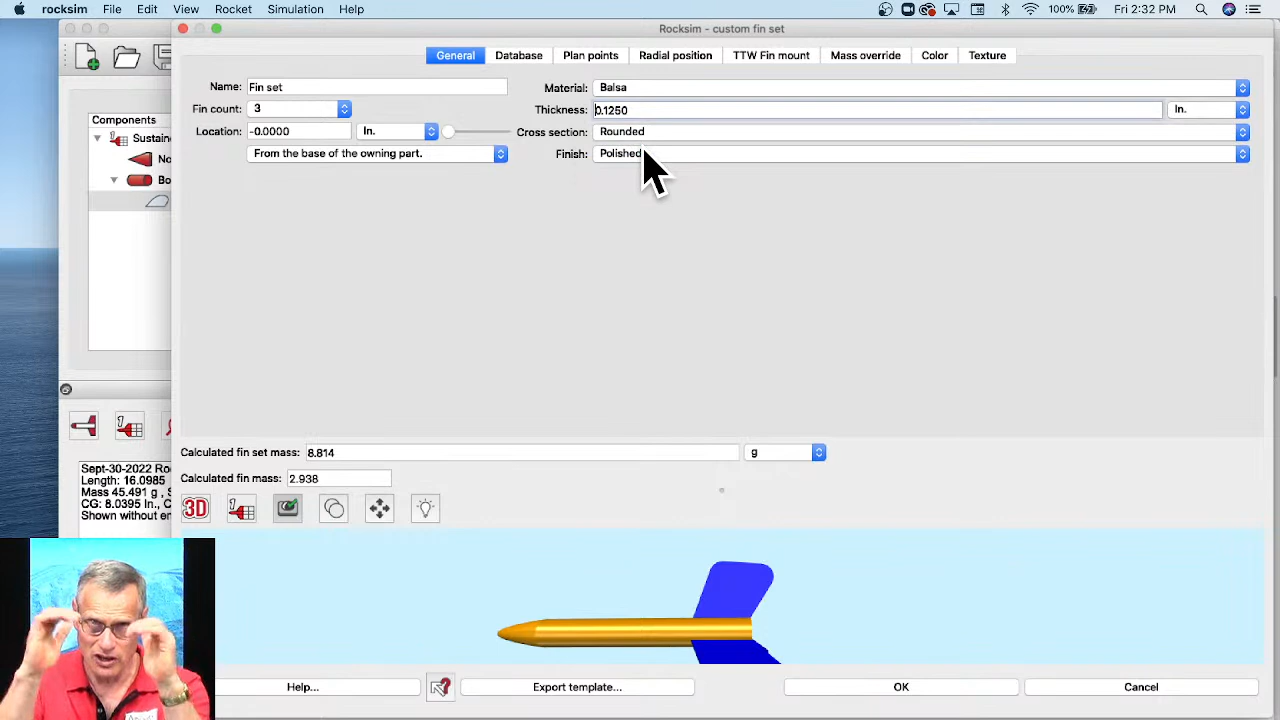 rocksim File Edit View Rocket Simulation Help 100% Fri 2:32 PM
Rocksim - custom fin set
General Database Plan points Radial position TTW Fin mount Mass override Color Texture
Name: Fin set
Material: Balsa
Fin count: 3
Thickness: 0.1250 In.
Location: -0.0000 In.
Cross section: Rounded
From the base of the owning part.
Finish: Polished
Components
Sustaine
No
Bo
Calculated fin set mass: 8.814 g
Calculated fin mass: 2.938
3D
Sept-30-2022 Ro
Length: 16.0985
Mass 45.491 g , S
CG: 8.0395 In., C
Shown without en
Help... Export template... OK Cancel